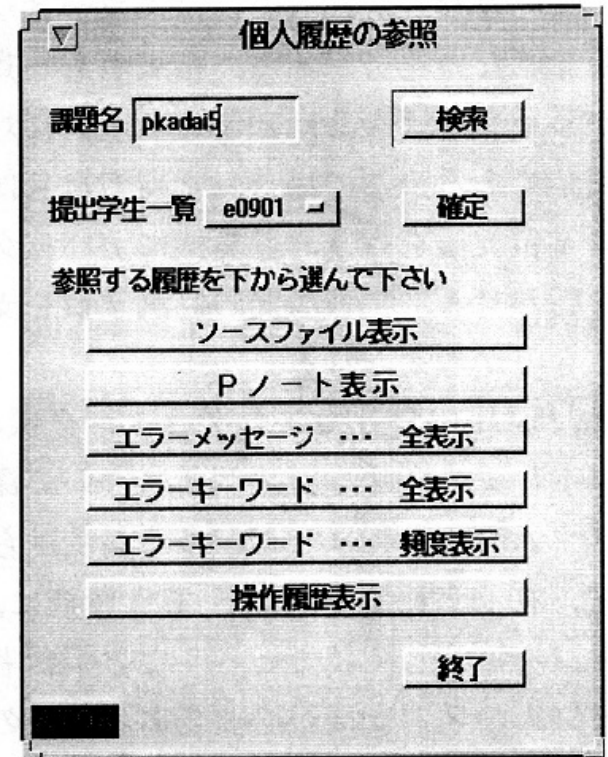 個人履歴の参照
課題名 pkadai5 検索
提出学生一覧 e0901 確定
参照する履歴を下から選んで下さい
ソースファイル表示
Pノート表示
エラーメッセージ ・・・ 全表示
エラーキーワード ・・・ 全表示
エラーキーワード ・・・ 頻度表示
操作履歴表示
終了